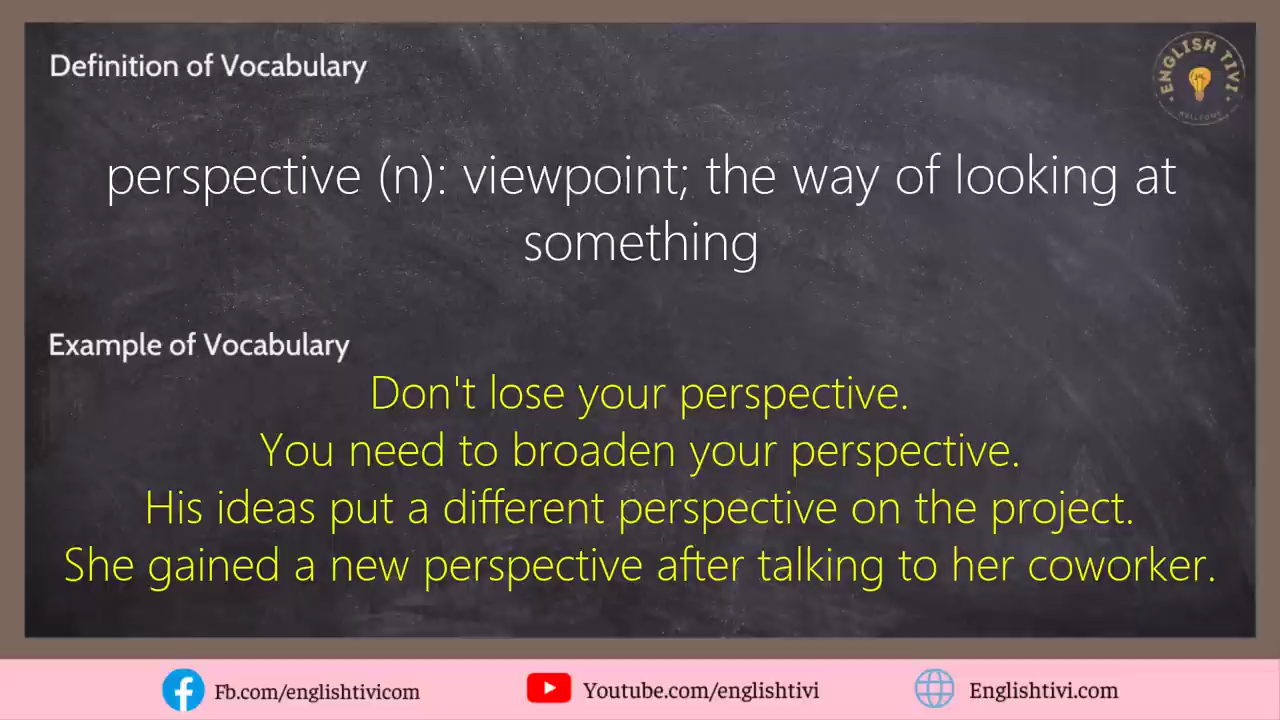 Definition of Vocabulary
ENGLISH TIVI
perspective (n): viewpoint; the way of looking at
something
Example of Vocabulary
Don't lose your perspective.
You need to broaden your perspective.
His ideas put a different perspective on the project.
She gained a new perspective after talking to her coworker.
Fb.com/englishtivicom
Youtube.com/englishtivi
Englishtivi.com